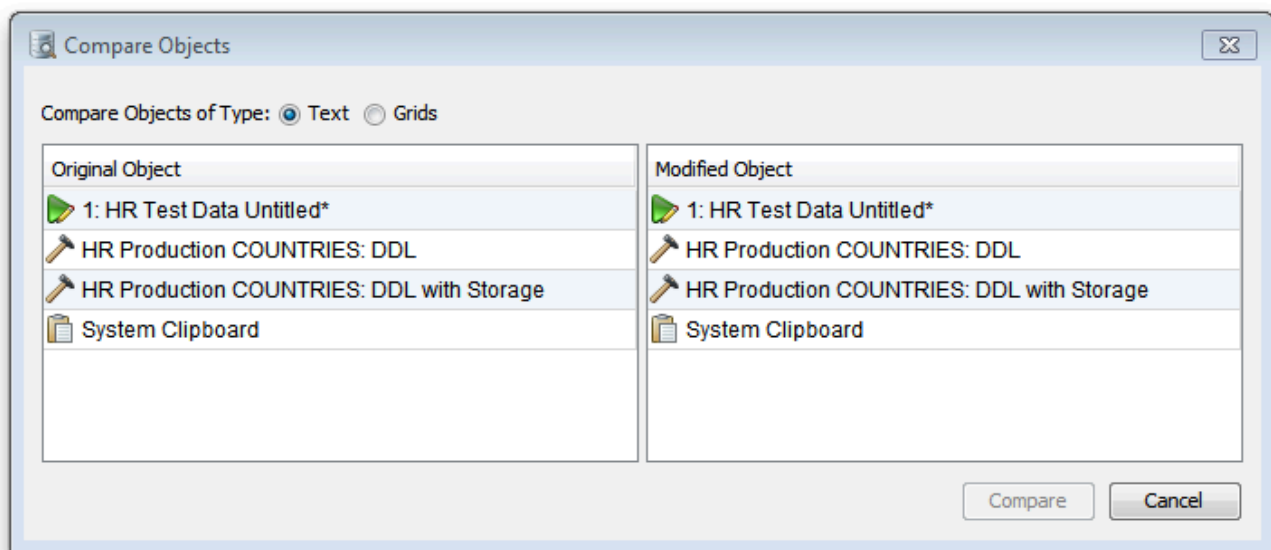 Compare Objects
Compare Objects of Type: Text Grids
Original Object
1: HR Test Data Untitled*
HR Production COUNTRIES: DDL
HR Production COUNTRIES: DDL with Storage
System Clipboard
Modified Object
1: HR Test Data Untitled*
HR Production COUNTRIES: DDL
HR Production COUNTRIES: DDL with Storage
System Clipboard
Compare Cancel